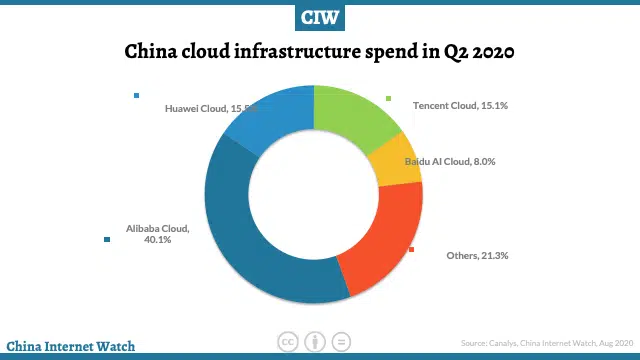 CIW
China cloud infrastructure spend in Q2 2020
Huawei Cloud, 15.5%
Tencent Cloud, 15.1%
Baidu AI Cloud, 8.0%
Alibaba Cloud,
40.1%
Others, 21.3%
China Internet Watch
cc
Source: Canalys, China Internet Watch, Aug 2020